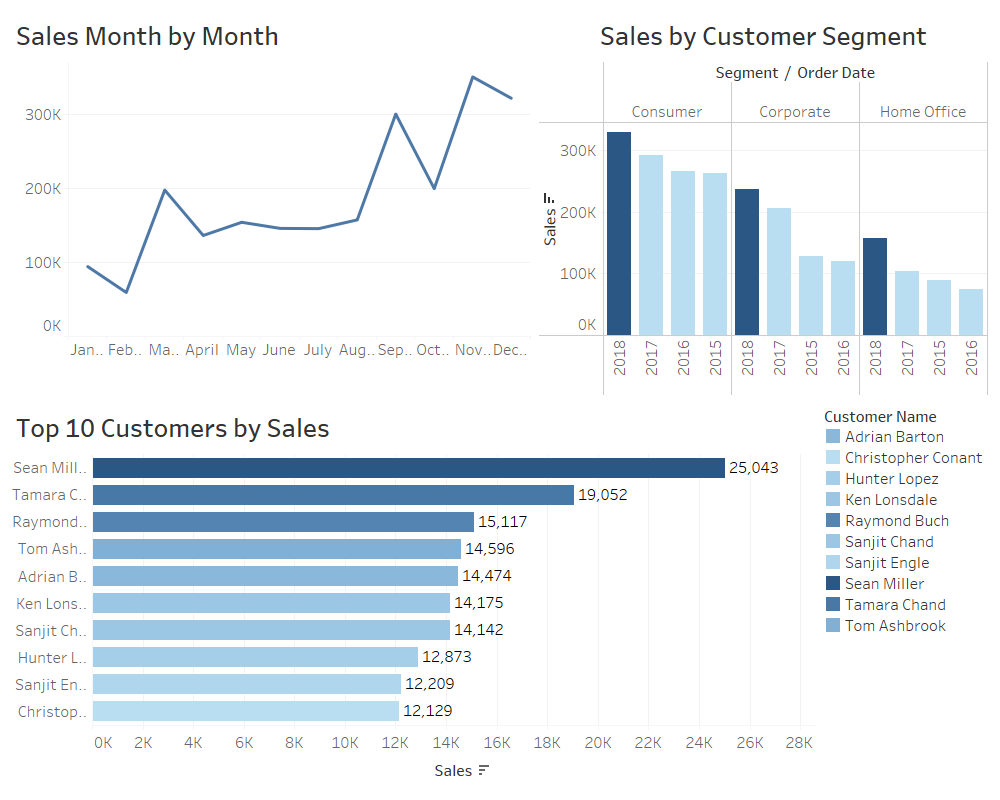 Sales Month by Month
300K
200K
100K
0K
Jan.. Feb.. Ma.. April May June July Aug.. Sep.. Oct.. Nov.. Dec..
Sales by Customer Segment
Segment / Order Date
Consumer Corporate Home Office
Sales
300K
200K
100K
0K
2018 2017 2016 2015 2018 2017 2015 2016 2018 2017 2015 2016
Top 10 Customers by Sales
Sean Mill.. 25,043
Tamara C.. 19,052
Raymond.. 15,117
Tom Ash.. 14,596
Adrian B.. 14,474
Ken Lons.. 14,175
Sanjit Ch.. 14,142
Hunter L.. 12,873
Sanjit En.. 12,209
Christop.. 12,129
0K 2K 4K 6K 8K 10K 12K 14K 16K 18K 20K 22K 24K 26K 28K
Sales
Customer Name
Adrian Barton
Christopher Conant
Hunter Lopez
Ken Lonsdale
Raymond Buch
Sanjit Chand
Sanjit Engle
Sean Miller
Tamara Chand
Tom Ashbrook